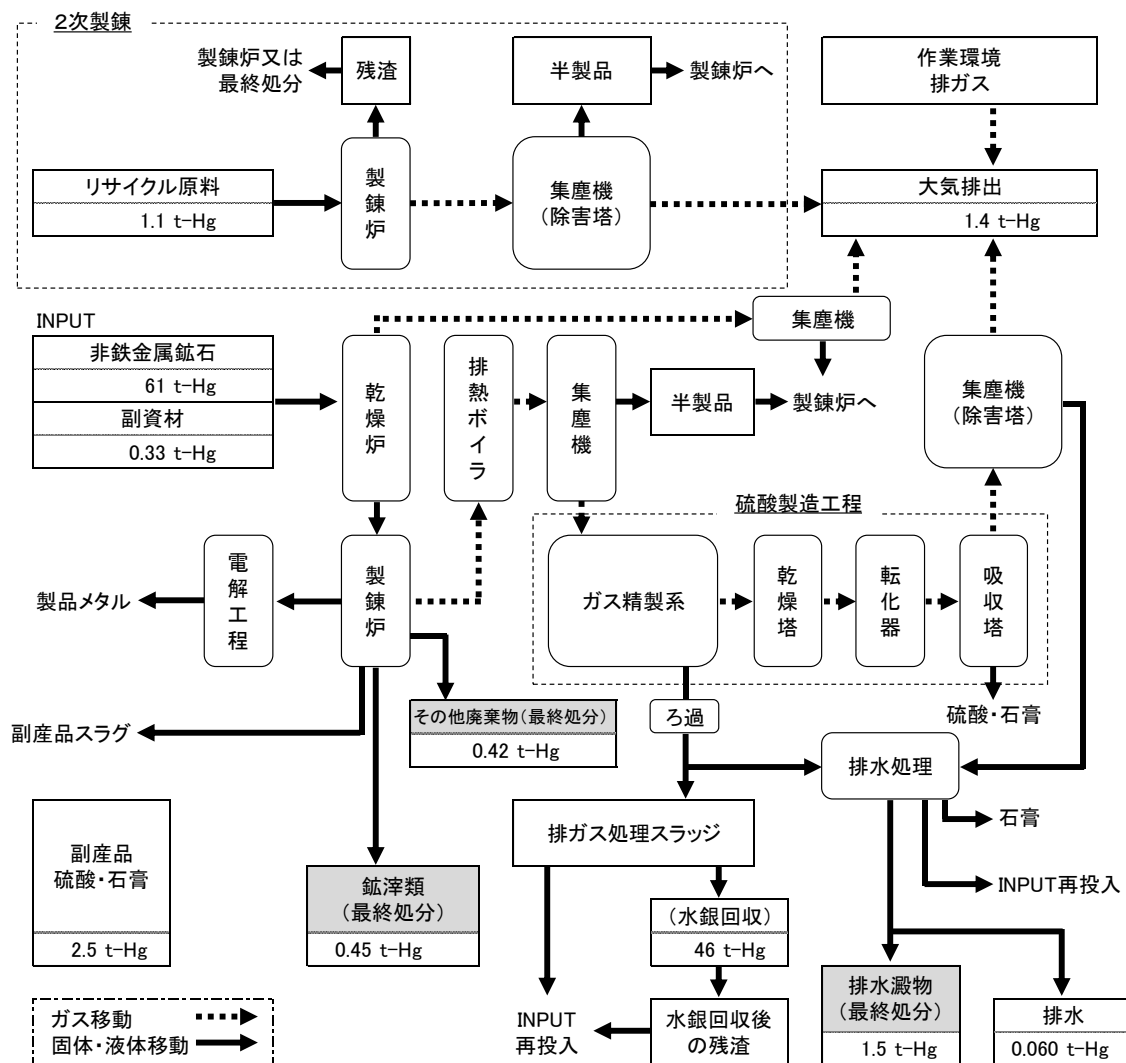 2次製錬
製錬炉又は
最終処分
残渣
半製品
製錬炉へ
作業環境
排ガス
リサイクル原料
1.1 t-Hg
製錬炉
集塵機
(除害塔)
大気排出
1.4 t-Hg
INPUT
非鉄金属鉱石
61 t-Hg
副資材
0.33 t-Hg
乾燥炉
排熱ボイラ
集塵機
半製品
集塵機
製錬炉へ
集塵機
(除害塔)
硫酸製造工程
製品メタル
電解工程
製錬炉
ガス精製系
乾燥塔
転化器
吸収塔
硫酸・石膏
副産品スラグ
その他廃棄物(最終処分)
0.42 t-Hg
ろ過
排水処理
石膏
INPUT再投入
副産品
硫酸・石膏
2.5 t-Hg
鉱滓類
(最終処分)
0.45 t-Hg
排ガス処理スラッジ
(水銀回収)
46 t-Hg
水銀回収後
の残渣
INPUT
再投入
排水澱物
(最終処分)
1.5 t-Hg
排水
0.060 t-Hg
ガス移動
固体・液体移動